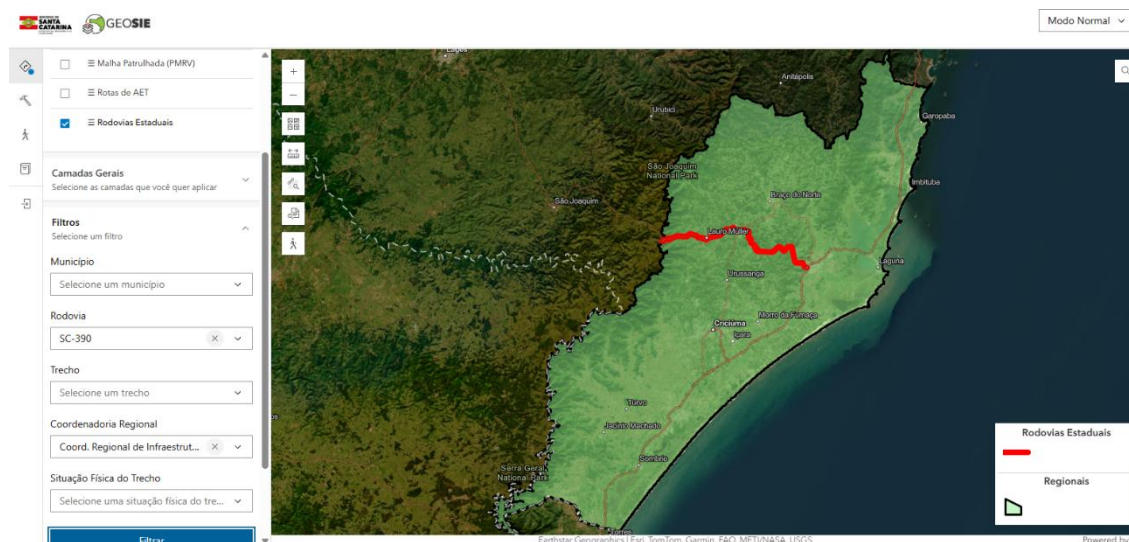 SANTA
CATARINA
GEOSIE
Modo Normal
Malha Patrulhada (PMRV)
Rotas de AET
Rodovias Estaduais
Camadas Gerais
Selecione as camadas que você quer aplicar
Filtros
Selecione um filtro
Município
Selecione um município
Rodovia
SC-390
Trecho
Selecione um trecho
Coordenadoria Regional
Coord. Regional de Infraestrut...
Situação Física do Trecho
Selecione uma situação física do tre...
Filtrar
Lages
Anitápolis
Urubici
Garopaba
São Joaquim
National Park
São Joaquim
Braço do Norte
Imbituba
Lauro Müller
Laguna
Urussanga
Morro da Fumaça
Criciúma
Içara
Turvo
Jacinto Machado
Sombrio
Serra Geral
National Park
Torres
Rodovias Estaduais
Regionais
Earthstar Geographics | Esri, TomTom, Garmin, FAO, METI/NASA, USGS
Powered by